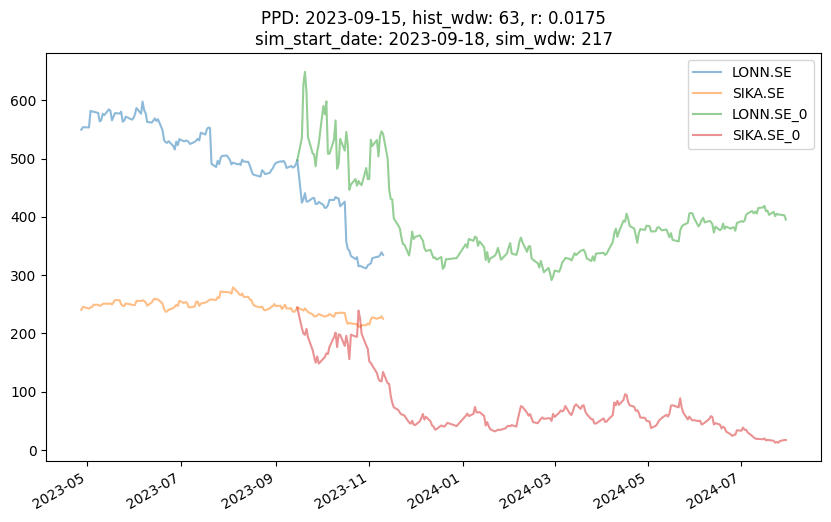 PPD: 2023-09-15, hist_wdw: 63, r: 0.0175
sim_start_date: 2023-09-18, sim_wdw: 217
LONN.SE
SIKA.SE
LONN.SE_0
SIKA.SE_0
600
500
400
300
200
100
0
2023-05
2023-07
2023-09
2023-11
2024-01
2024-03
2024-05
2024-07